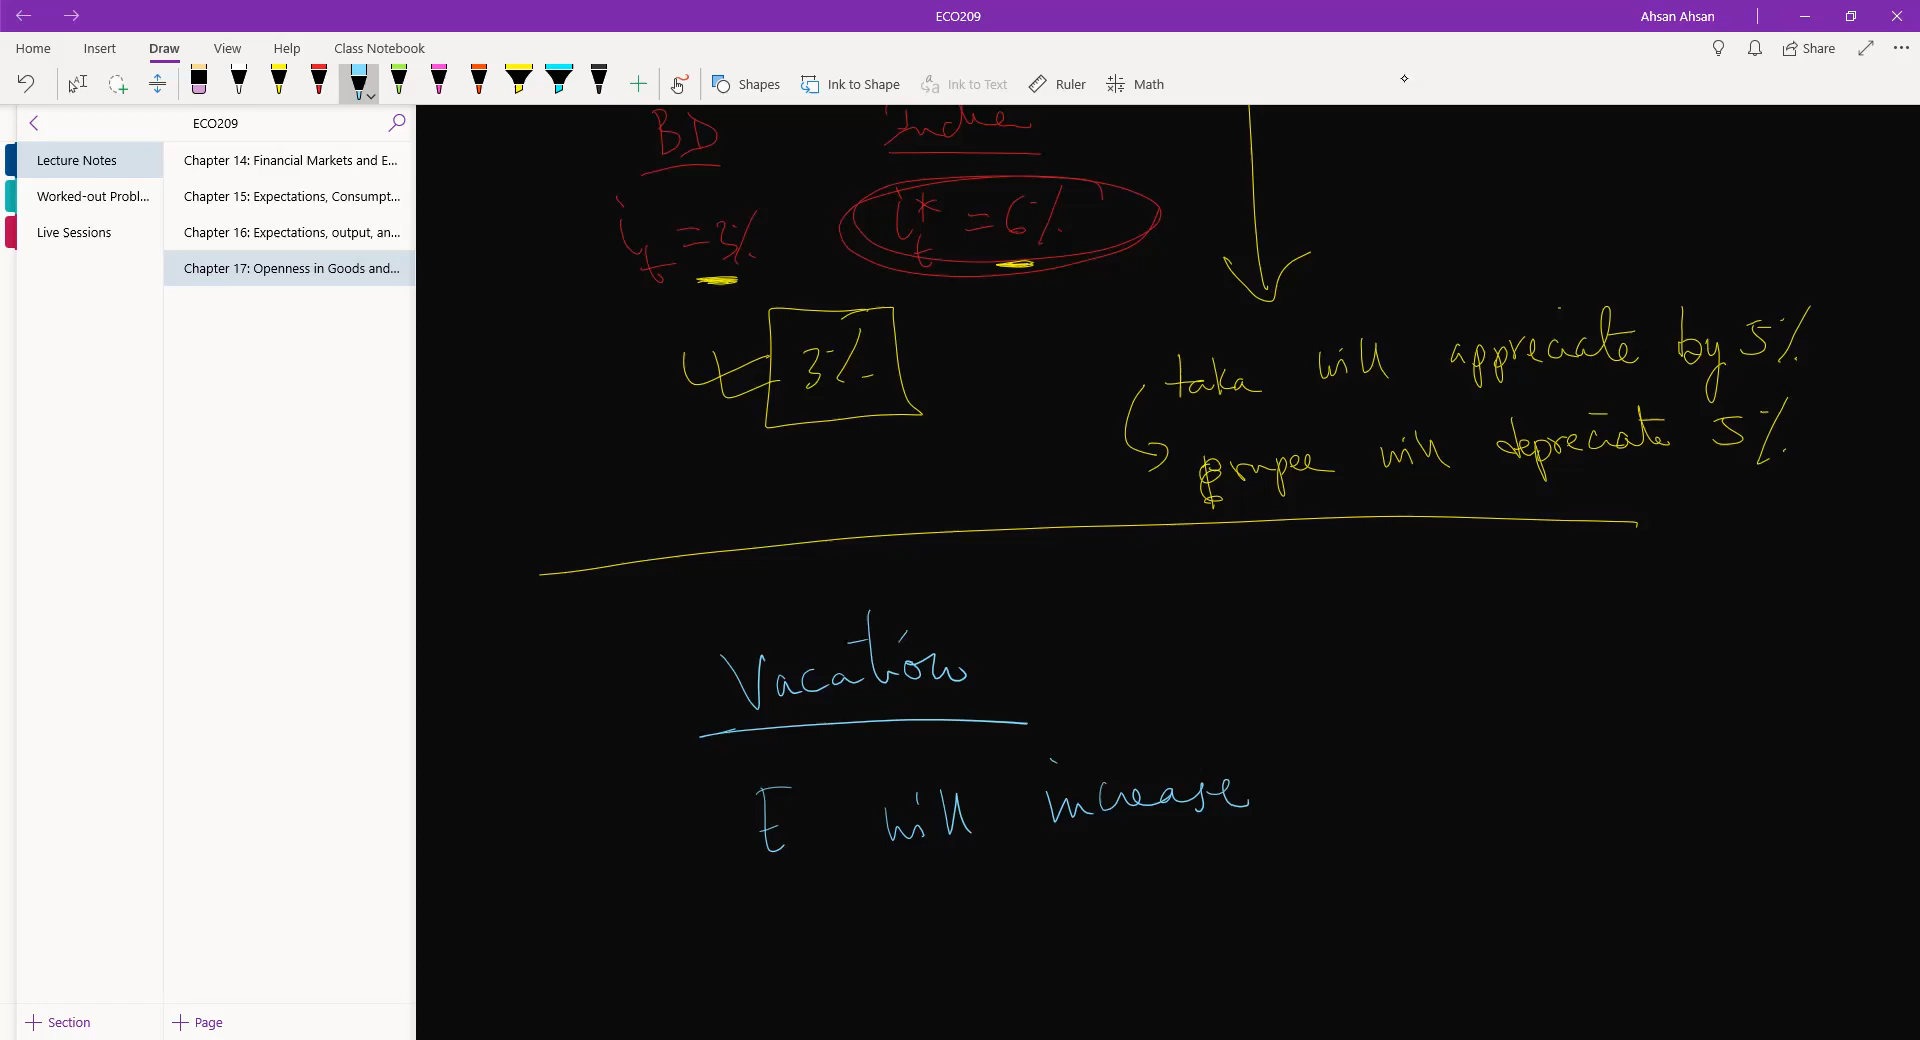 ECO209
Ahsan Ahsan
Home Insert Draw View Help Class Notebook
Share
Shapes Ink to Shape Ink to Text Ruler Math
ECO209
Lecture Notes
Worked-out Probl...
Live Sessions
Chapter 14: Financial Markets and E...
Chapter 15: Expectations, Consumpt...
Chapter 16: Expectations, output, an...
Chapter 17: Openness in Goods and...
BD India
i_t = 3% i*_t = 6%
3%
taka will appreciate by 5%
rupee will depreciate 5%
Vacation
E will increase
Section
Page